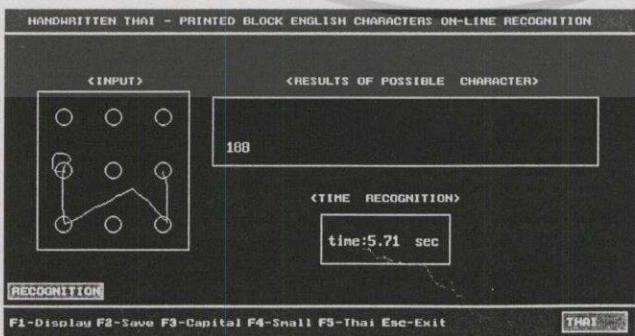 HANDWRITTEN THAI - PRINTED BLOCK ENGLISH CHARACTERS ON-LINE RECOGNITION
<INPUT>
<RESULTS OF POSSIBLE CHARACTER>
188
<TIME RECOGNITION>
time:5.71 sec
RECOGNITION
F1-Display F2-Save F3-Capital F4-Small F5-Thai Esc-Exit
THAI